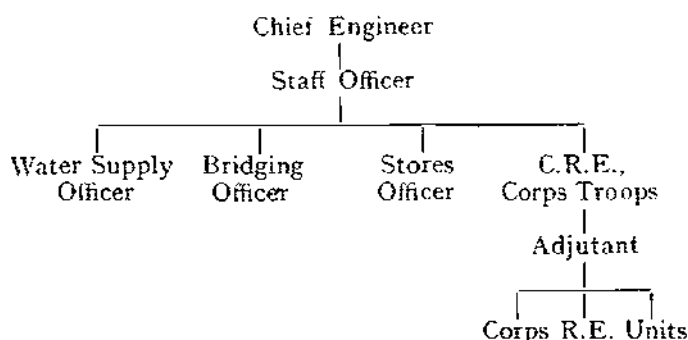 Chief Engineer
Staff Officer
Water Supply Officer
Bridging Officer
Stores Officer
C.R.E., Corps Troops
Adjutant
Corps R.E. Units